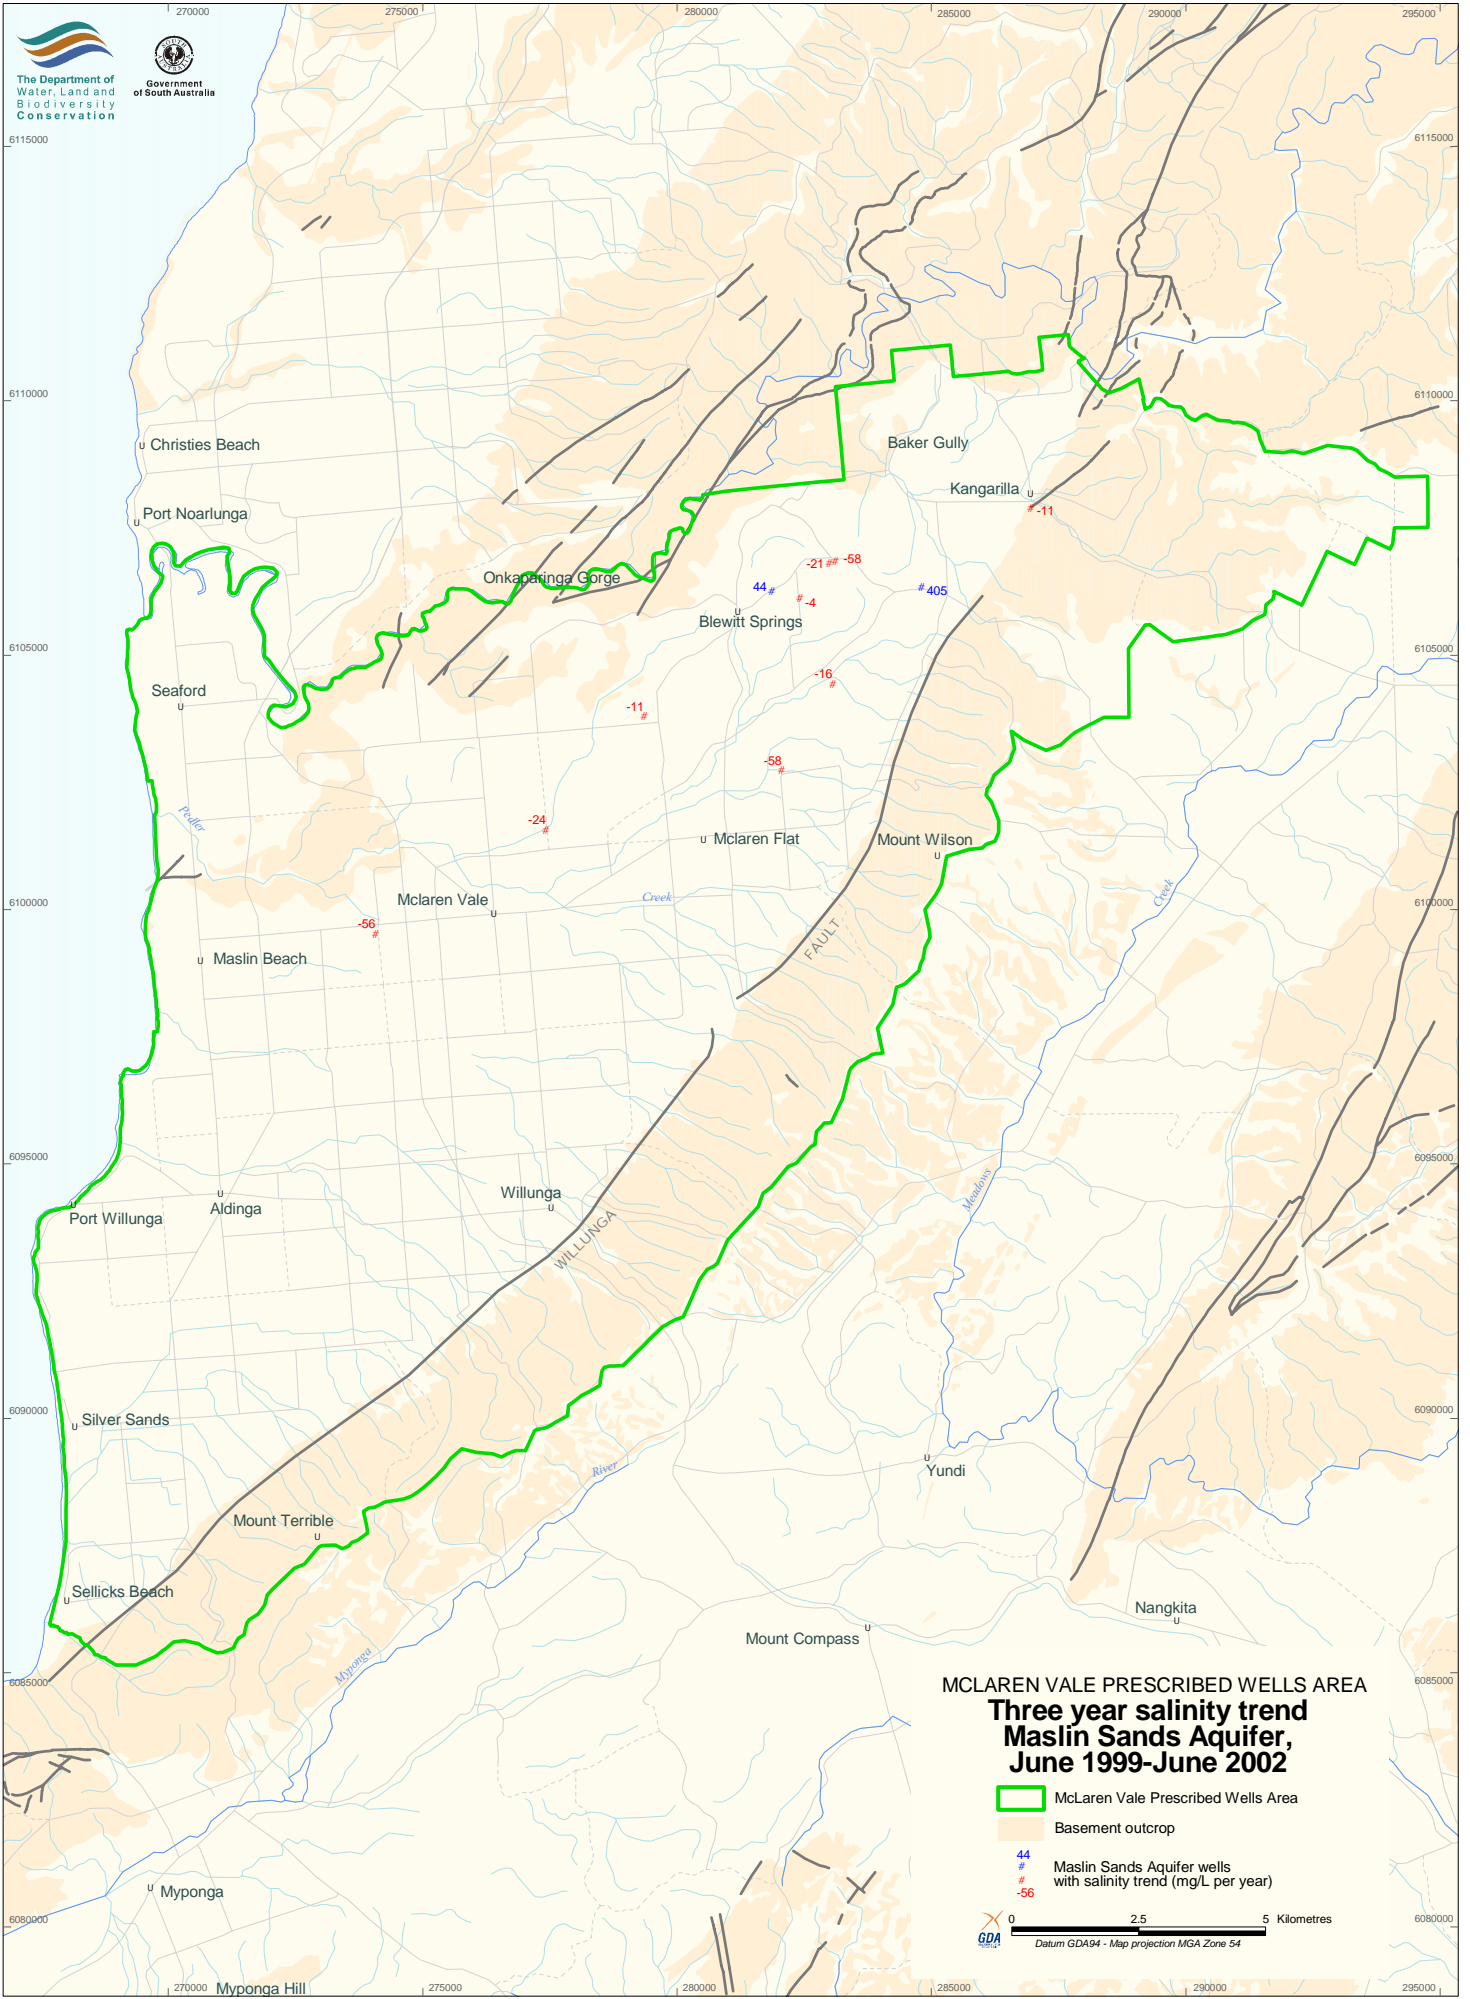 270000
275000
280000
285000
290000
295000
The Department of
Water, Land and
Biodiversity
Conservation
SOUTH AUSTRALIA
Government
of South Australia
6115000
6115000
6110000
6110000
Christies Beach
Baker Gully
Kangarilla
-11
Port Noarlunga
-21
-58
Onkaparinga Gorge
44
-4
405
Blewitt Springs
6105000
6105000
-16
Seaford
-11
-58
Pedler
-24
Mclaren Flat
Mount Wilson
Mclaren Vale
Creek
Creek
6100000
6100000
-56
FAULT
Maslin Beach
6095000
6095000
Meadows
Willunga
Port Willunga
Aldinga
WILLUNGA
6090000
6090000
Silver Sands
River
Yundi
Mount Terrible
Sellicks Beach
Nangkita
Mount Compass
Myponga
6085000
6085000
MCLAREN VALE PRESCRIBED WELLS AREA
Three year salinity trend
Maslin Sands Aquifer,
June 1999-June 2002
McLaren Vale Prescribed Wells Area
Basement outcrop
44
Maslin Sands Aquifer wells
with salinity trend (mg/L per year)
-56
Myponga
0 2.5 5 Kilometres
GDA
Datum GDA94 - Map projection MGA Zone 54
6080000
6080000
Myponga Hill
270000
275000
280000
285000
290000
295000